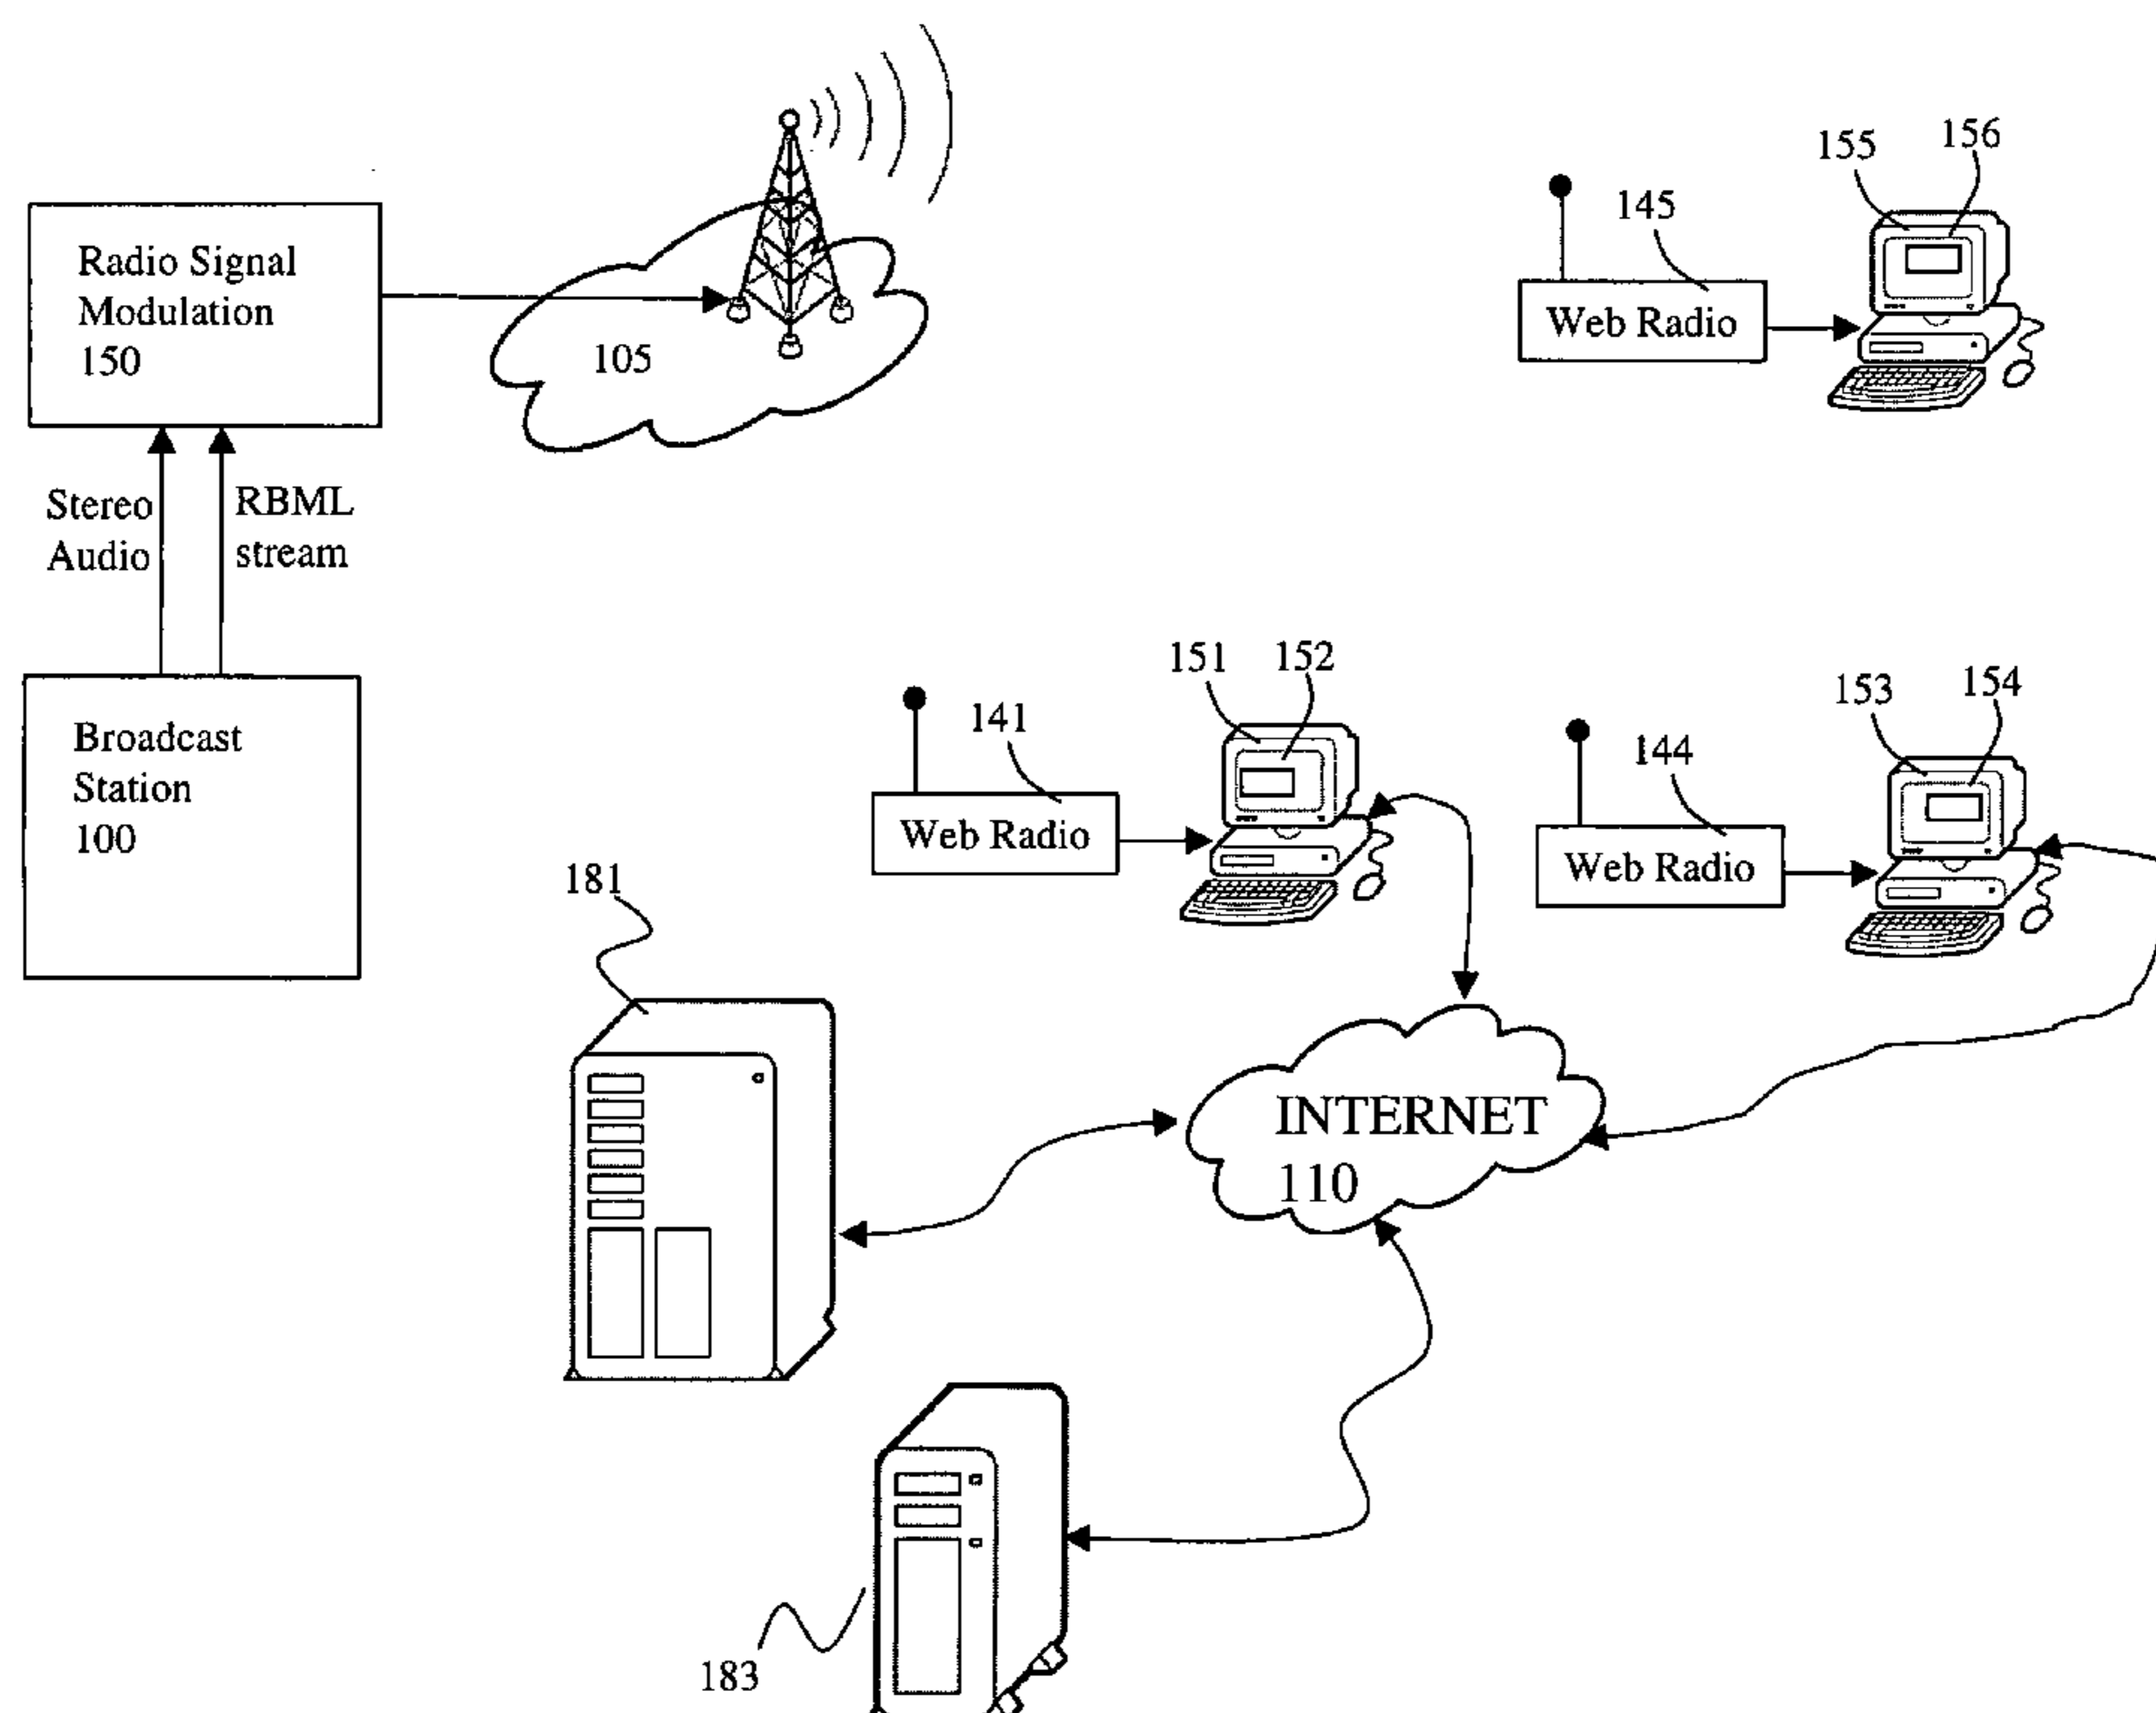 155
156
145
Radio Signal
Modulation
150
Web Radio
105
Stereo
Audio
RBML
stream
151
152
153
154
141
144
Broadcast
Station
100
Web Radio
Web Radio
181
INTERNET
110
183